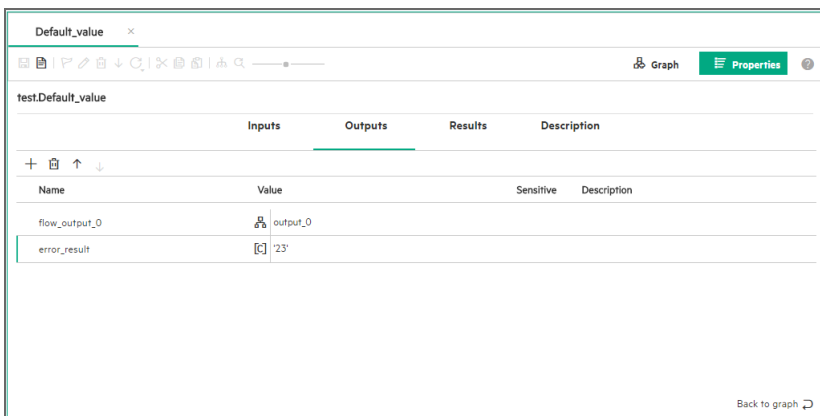 Default_value ×
Graph Properties ?
test.Default_value
Inputs Outputs Results Description
Name Value Sensitive Description
flow_output_0 output_0
error_result [C] '23'
Back to graph